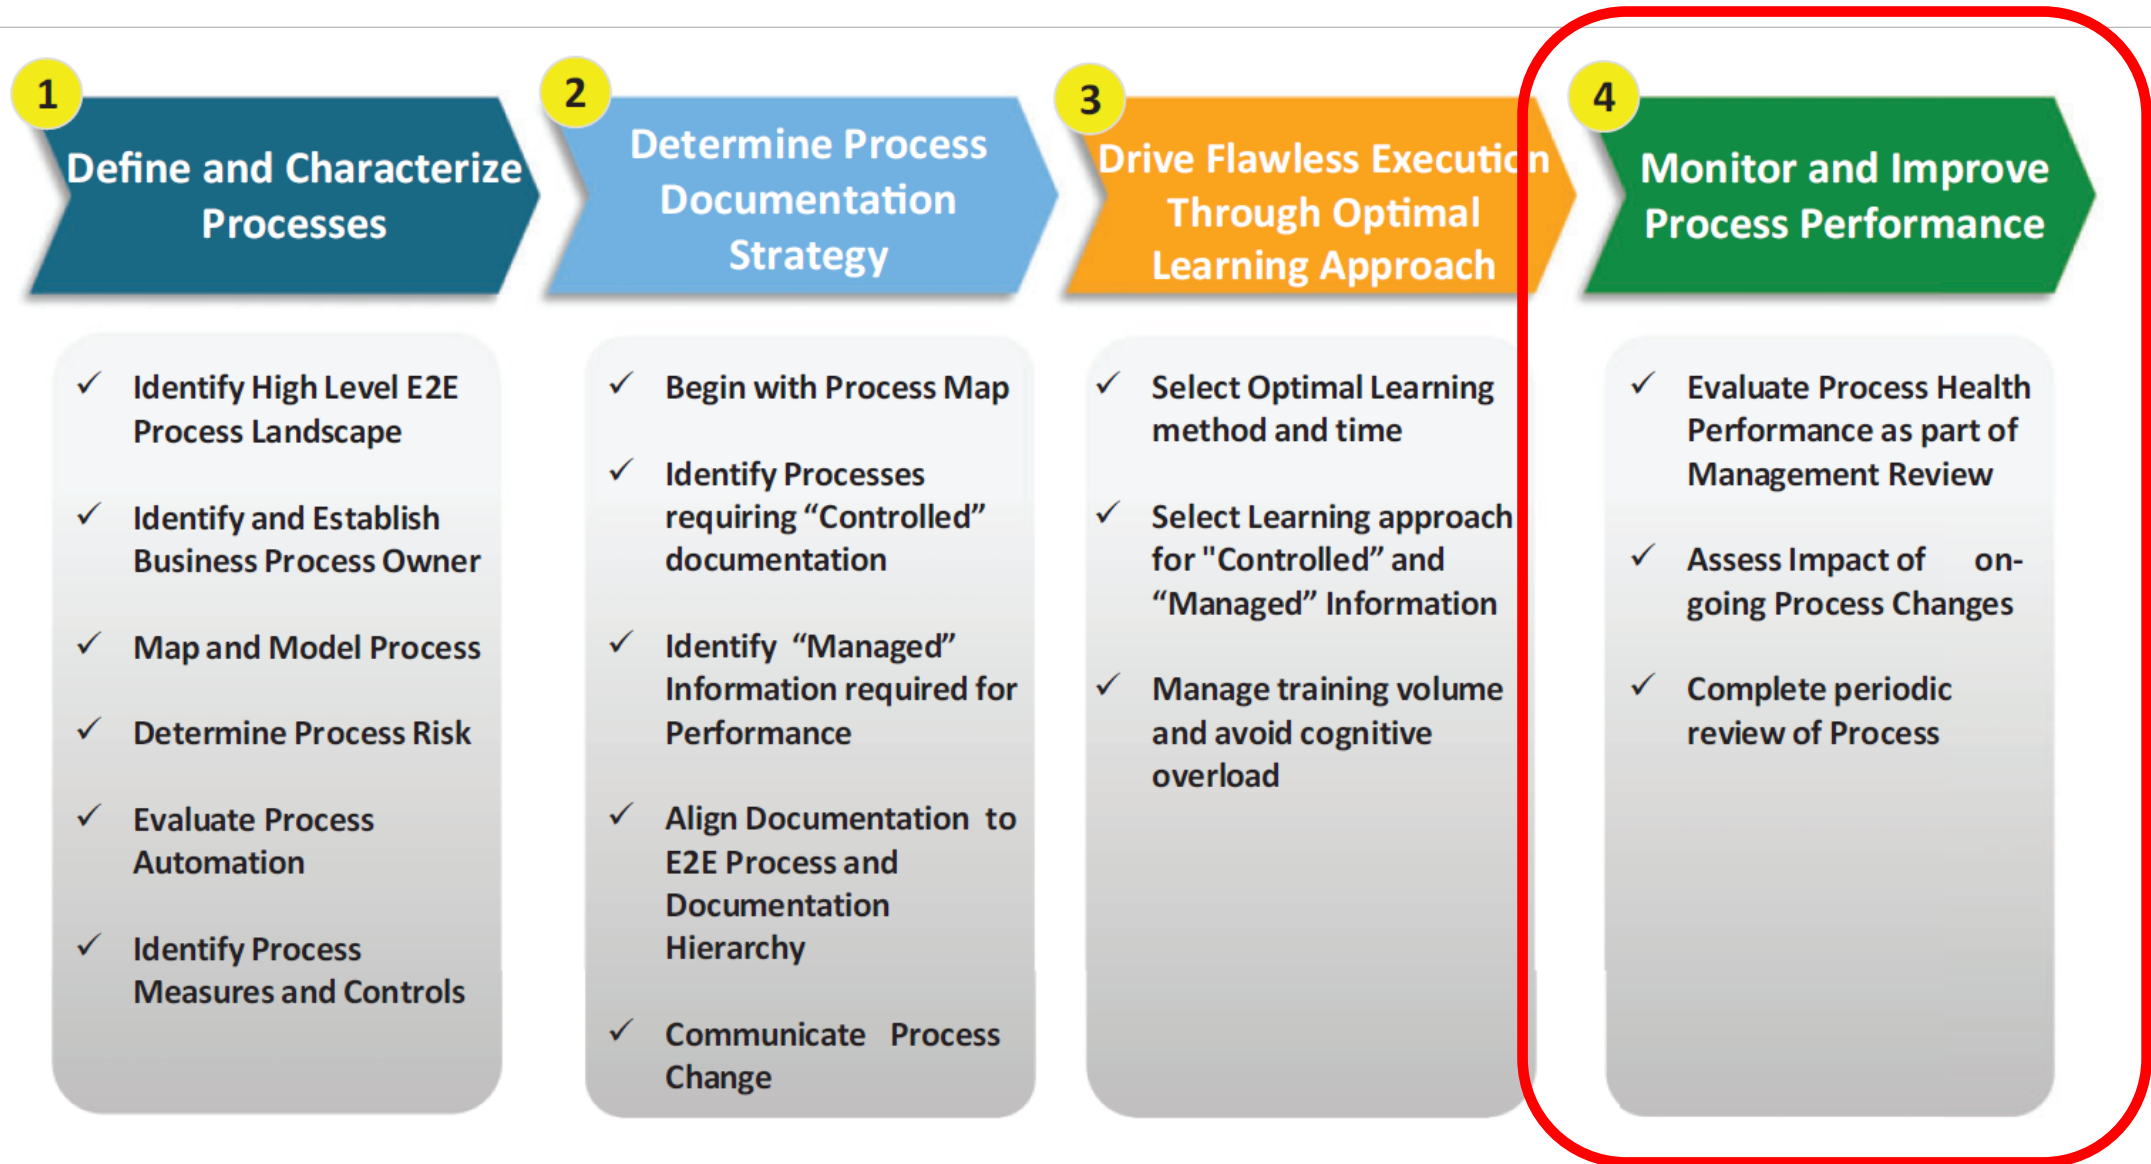 1
Define and Characterize
Processes
✓ Identify High Level E2E
Process Landscape
✓ Identify and Establish
Business Process Owner
✓ Map and Model Process
✓ Determine Process Risk
✓ Evaluate Process
Automation
✓ Identify Process
Measures and Controls
2
Determine Process
Documentation
Strategy
✓ Begin with Process Map
✓ Identify Processes
requiring “Controlled”
documentation
✓ Identify “Managed”
Information required for
Performance
✓ Align Documentation to
E2E Process and
Documentation
Hierarchy
✓ Communicate Process
Change
3
Drive Flawless Execution
Through Optimal
Learning Approach
✓ Select Optimal Learning
method and time
✓ Select Learning approach
for "Controlled” and
“Managed” Information
✓ Manage training volume
and avoid cognitive
overload
4
Monitor and Improve
Process Performance
✓ Evaluate Process Health
Performance as part of
Management Review
✓ Assess Impact of on-
going Process Changes
✓ Complete periodic
review of Process